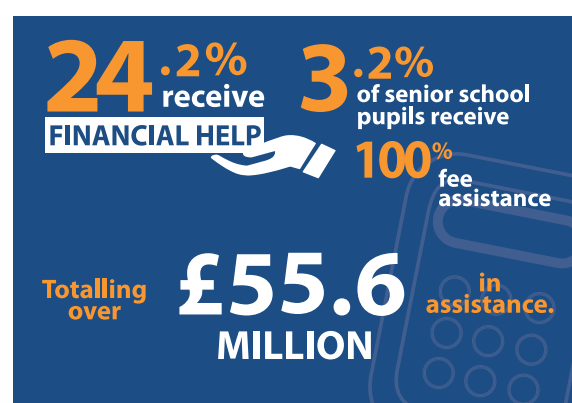 24.2%
receive
FINANCIAL HELP
3.2%
of senior school
pupils receive
100%
fee
assistance
Totalling
over
£55.6
MILLION
in
assistance.